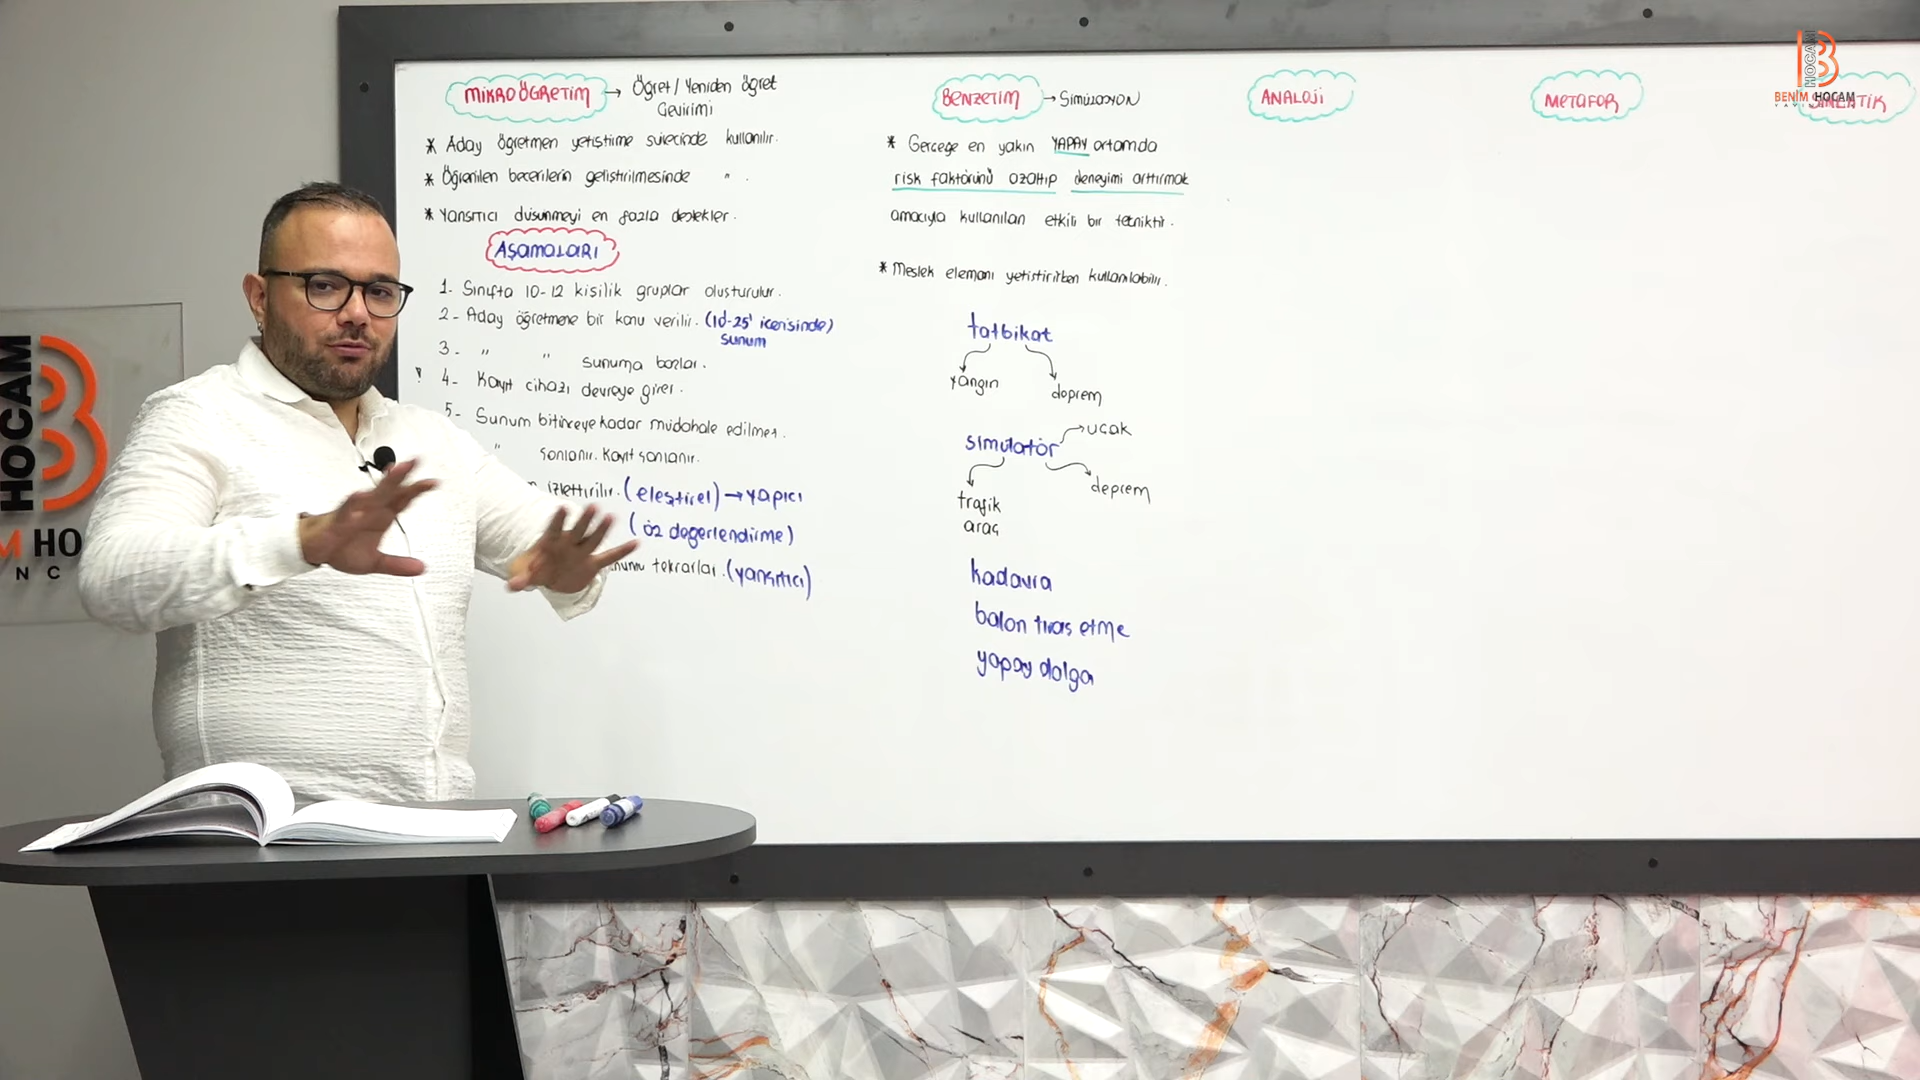 MİKRO ÖĞRETİM → Öğret / Yeniden öğret
Çevirimi
* Aday öğretmen yetiştirme sürecinde kullanılır.
* Öğrenilen becerilerin geliştirilmesinde " .
* Yansıtıcı düşünmeyi en fazla destekler.
AŞAMALARI
1- Sınıfta 10-12 kişilik gruplar oluşturulur.
2- Aday öğretmene bir konu verilir. (
içerisinde)
sunum
3- " " sunuma başlar.
! 4- Kayıt cihazı devreye girer.
5- Sunum bitinceye kadar müdahale edilmez.
" sonlanır. Kayıt sonlanır.
izlettirilir. (eleştirel) → yapıcı
(öz değerlendirme)
tekrarlar. (yansıtıcı)
BENZETİM → Simülasyon
* Gerçeğe en yakın YAPAY ortamda
risk faktörünü azaltıp deneyimi arttırmak
amacıyla kullanılan etkili bir tekniktir.
* Meslek elemanı yetiştirirken kullanılabilir.
tatbikat
yangın
deprem
simülatör
uçak
deprem
trafik
araç
kadavra
balon tıraş etme
yapay dalga
ANALOJİ
METAFOR
BENİM HOCAM
HOCAM
HOCAM
M HO
N C